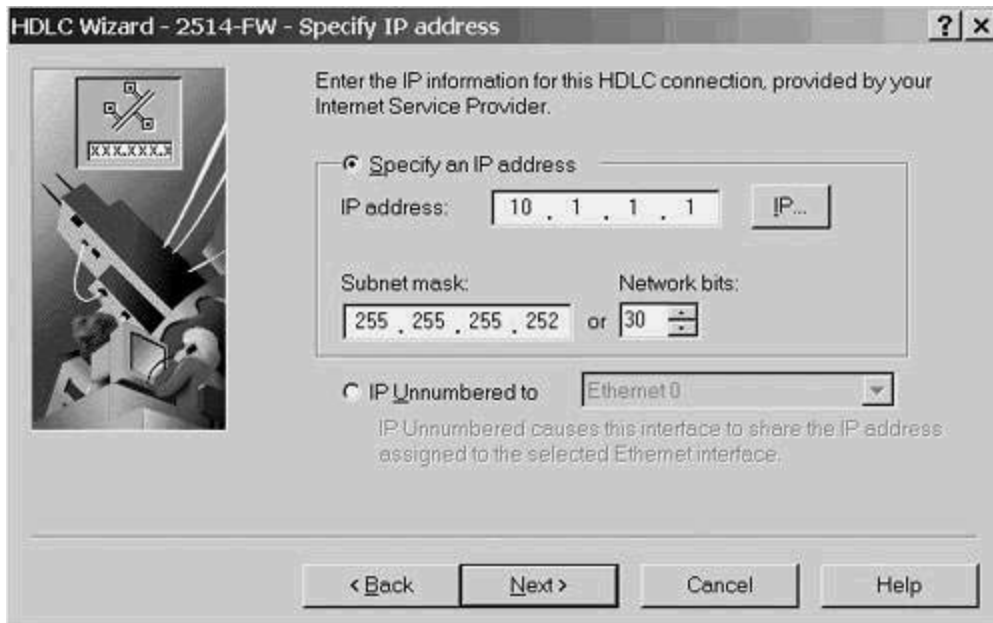 HDLC Wizard - 2514-FW - Specify IP address
? x
xxx.xxx.x
Enter the IP information for this HDLC connection, provided by your
Internet Service Provider.
Specify an IP address
IP address: 10 . 1 . 1 . 1 IP...
Subnet mask: Network bits:
255 . 255 . 255 . 252 or 30
IP Unnumbered to Ethernet 0
IP Unnumbered causes this interface to share the IP address
assigned to the selected Ethernet interface.
< Back Next > Cancel Help